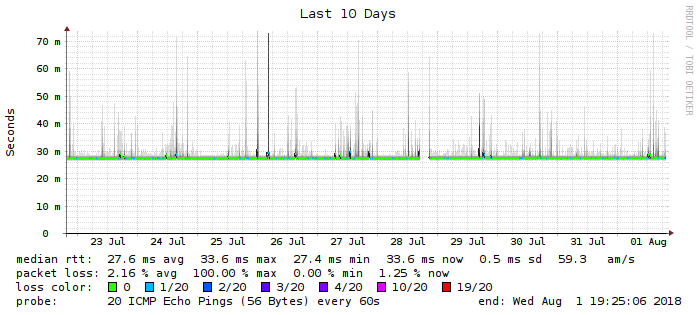 Last 10 Days
RRDTOOL / TOBI OETIKER
Seconds
70 m
60 m
50 m
40 m
30 m
20 m
10 m
0
23 Jul 24 Jul 25 Jul 26 Jul 27 Jul 28 Jul 29 Jul 30 Jul 31 Jul 01 Aug
median rtt: 27.6 ms avg 33.6 ms max 27.4 ms min 33.6 ms now 0.5 ms sd 59.3 am/s
packet loss: 2.16 % avg 100.00 % max 0.00 % min 1.25 % now
loss color: 0 1/20 2/20 3/20 4/20 10/20 19/20
probe: 20 ICMP Echo Pings (56 Bytes) every 60s end: Wed Aug 1 19:25:06 2018